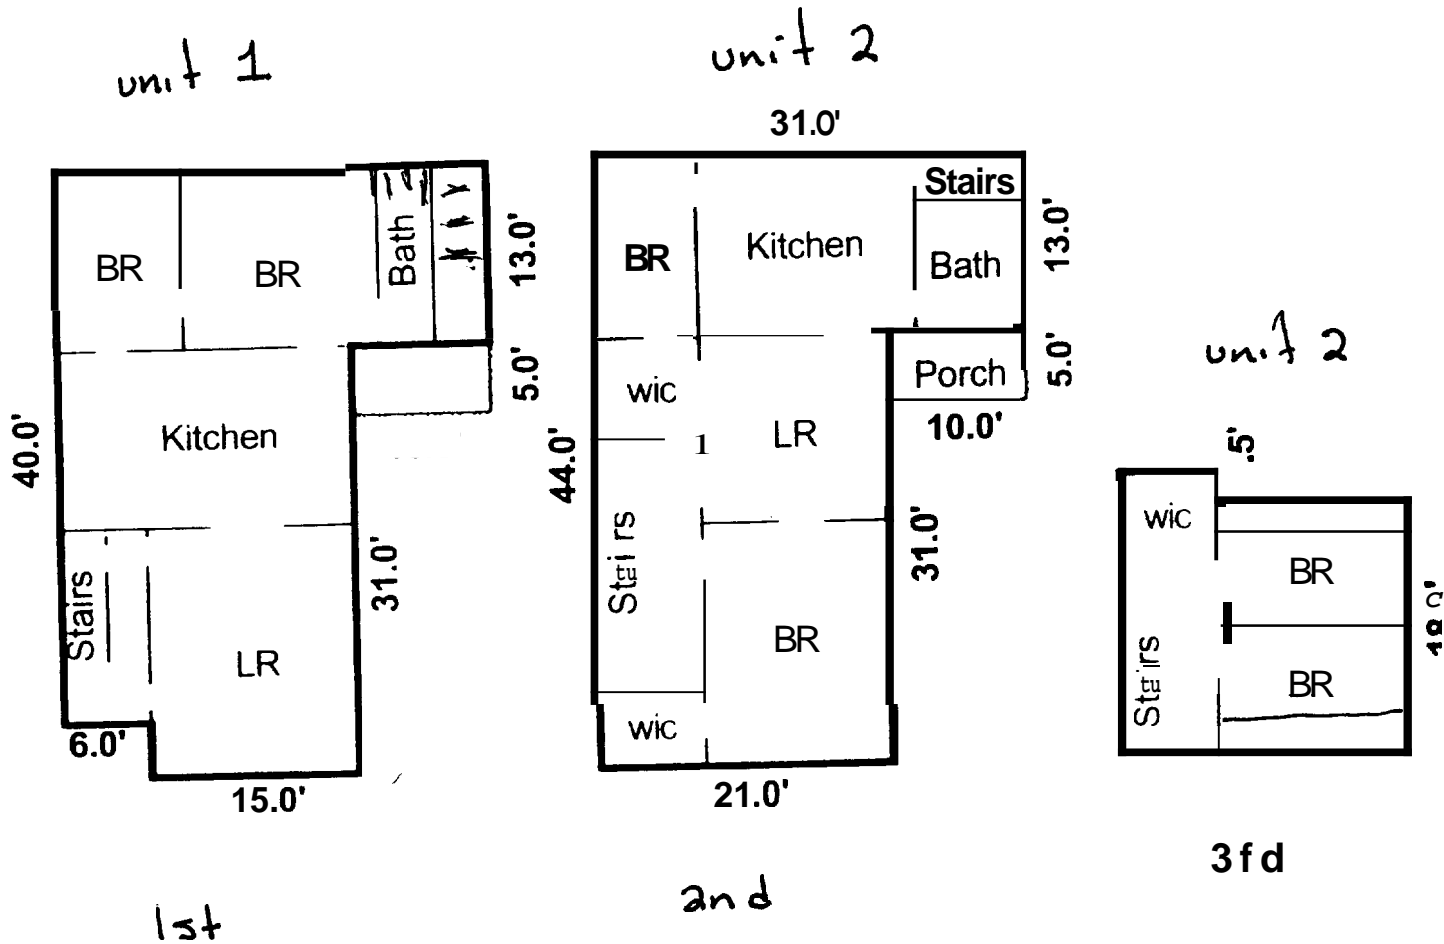 unit 1
BR
BR
Bath
13.0'
5.0'
40.0'
Kitchen
31.0'
Stairs
LR
6.0'
15.0'
1st
unit 2
31.0'
Stairs
BR
Kitchen
Bath
13.0'
5.0'
Porch
10.0'
wic
LR
1
44.0'
Stairs
31.0'
BR
wic
21.0'
2nd
unit 2
.5'
wic
BR
Stairs
BR
3fd